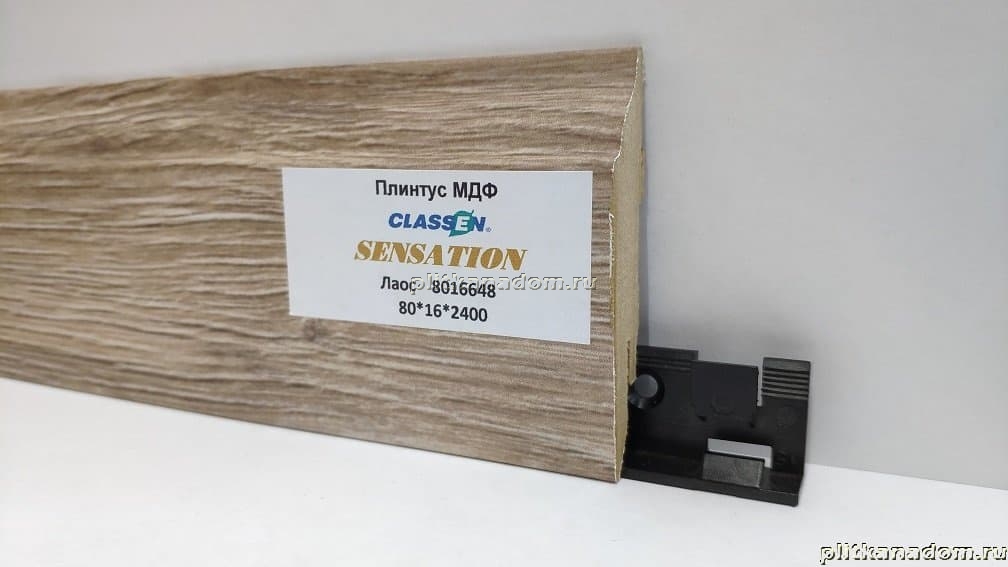 Плинтус МДФ
CLASSEN®
SENSATION
Лаос 8016648
plitkanadom.ru
80*16*2400
plitkanadom.ru